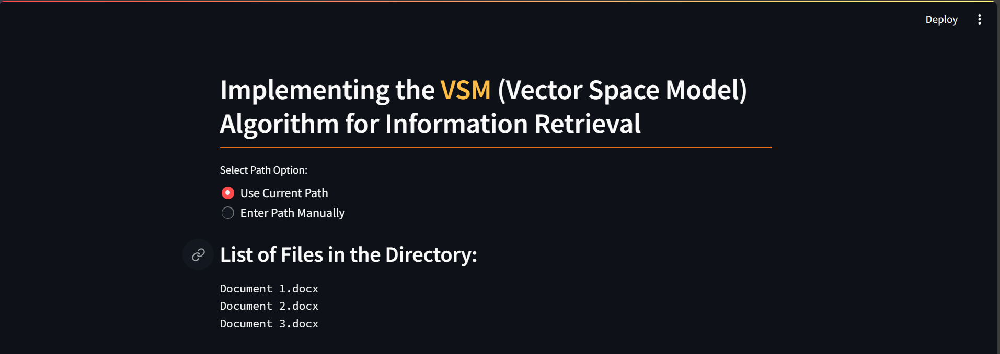 Deploy
Implementing the VSM (Vector Space Model)
Algorithm for Information Retrieval
Select Path Option:
Use Current Path
Enter Path Manually
List of Files in the Directory:
Document 1.docx
Document 2.docx
Document 3.docx